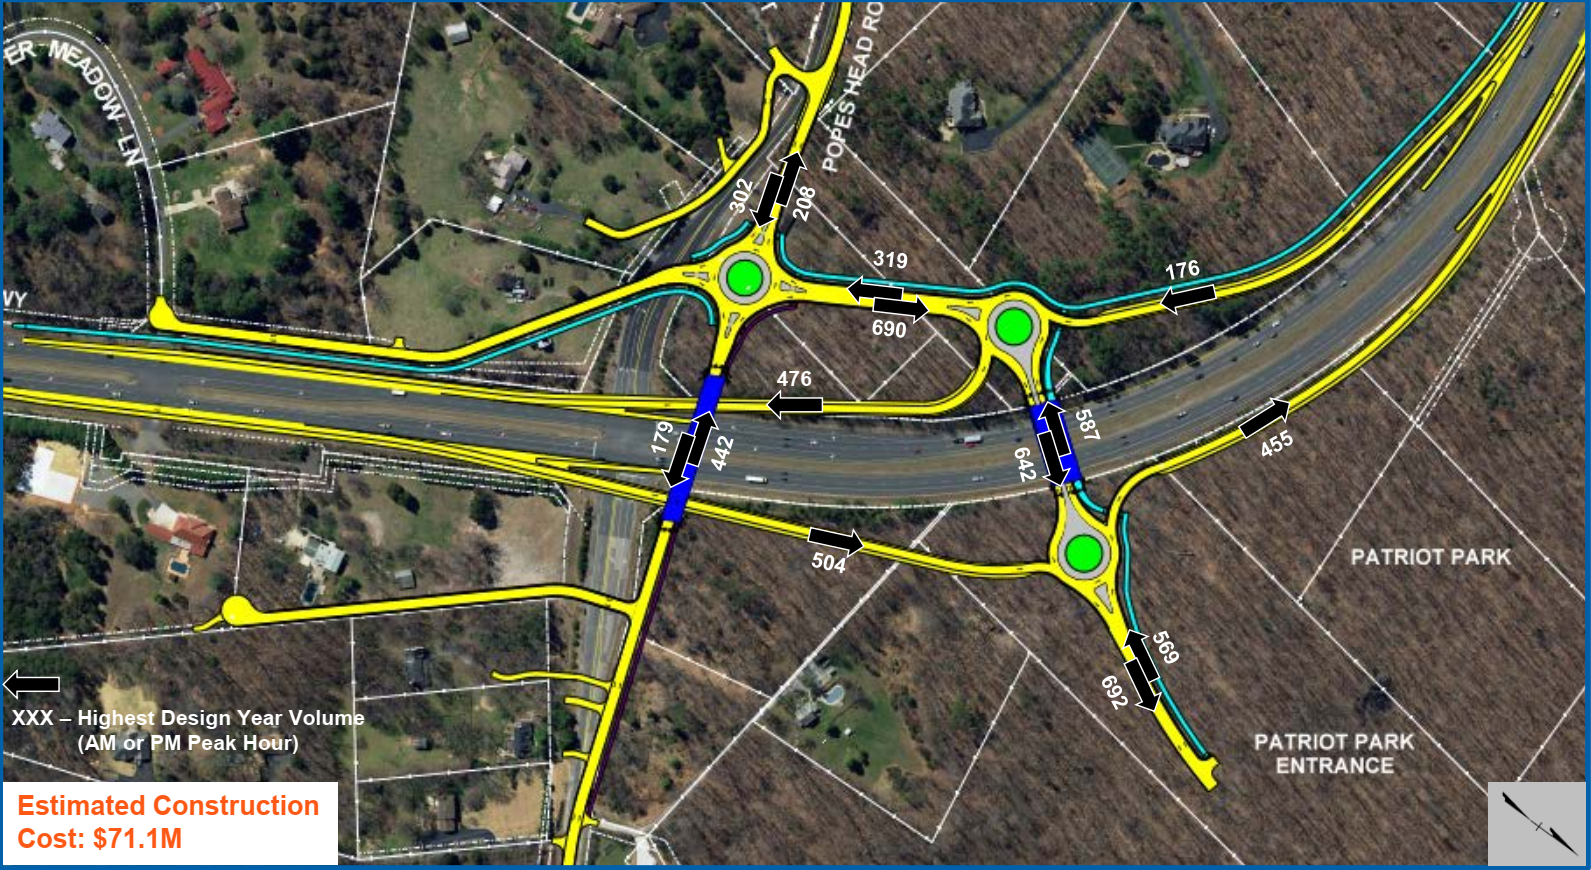 ER MEADOW LN
POPES HEAD RO
302
208
319
690
176
WY
476
179
442
587
642
455
504
PATRIOT PARK
569
692
XXX – Highest Design Year Volume
(AM or PM Peak Hour)
PATRIOT PARK
ENTRANCE
Estimated Construction
Cost: $71.1M